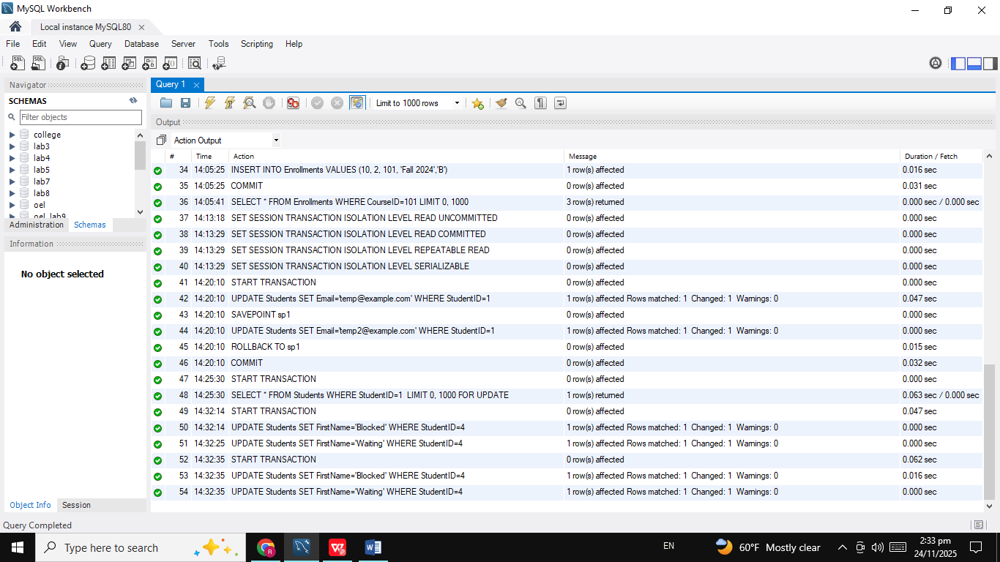 MySQL Workbench
Local instance MySQL80
File Edit View Query Database Server Tools Scripting Help
Navigator
SCHEMAS
Filter objects
college
lab3
lab4
lab5
lab7
lab8
oel
oel_lab9
Administration Schemas
Information
No object selected
Object Info Session
Query 1
Limit to 1000 rows
Output
Action Output
# Time Action Message Duration / Fetch
34 14:05:25 INSERT INTO Enrollments VALUES (10, 2, 101, 'Fall 2024','B') 1 row(s) affected 0.016 sec
35 14:05:25 COMMIT 0 row(s) affected 0.031 sec
36 14:05:41 SELECT * FROM Enrollments WHERE CourseID=101 LIMIT 0, 1000 3 row(s) returned 0.000 sec / 0.000 sec
37 14:13:18 SET SESSION TRANSACTION ISOLATION LEVEL READ UNCOMMITTED 0 row(s) affected 0.000 sec
38 14:13:29 SET SESSION TRANSACTION ISOLATION LEVEL READ COMMITTED 0 row(s) affected 0.000 sec
39 14:13:29 SET SESSION TRANSACTION ISOLATION LEVEL REPEATABLE READ 0 row(s) affected 0.000 sec
40 14:13:29 SET SESSION TRANSACTION ISOLATION LEVEL SERIALIZABLE 0 row(s) affected 0.000 sec
41 14:20:10 START TRANSACTION 0 row(s) affected 0.000 sec
42 14:20:10 UPDATE Students SET Email='temp@example.com' WHERE StudentID=1 1 row(s) affected Rows matched: 1 Changed: 1 Warnings: 0 0.047 sec
43 14:20:10 SAVEPOINT sp1 0 row(s) affected 0.000 sec
44 14:20:10 UPDATE Students SET Email='temp2@example.com' WHERE StudentID=1 1 row(s) affected Rows matched: 1 Changed: 1 Warnings: 0 0.000 sec
45 14:20:10 ROLLBACK TO sp1 0 row(s) affected 0.015 sec
46 14:20:10 COMMIT 0 row(s) affected 0.032 sec
47 14:25:30 START TRANSACTION 0 row(s) affected 0.000 sec
48 14:25:30 SELECT * FROM Students WHERE StudentID=1 LIMIT 0, 1000 FOR UPDATE 1 row(s) returned 0.063 sec / 0.000 sec
49 14:32:14 START TRANSACTION 0 row(s) affected 0.047 sec
50 14:32:14 UPDATE Students SET FirstName='Blocked' WHERE StudentID=4 1 row(s) affected Rows matched: 1 Changed: 1 Warnings: 0 0.000 sec
51 14:32:25 UPDATE Students SET FirstName='Waiting' WHERE StudentID=4 1 row(s) affected Rows matched: 1 Changed: 1 Warnings: 0 0.000 sec
52 14:32:35 START TRANSACTION 0 row(s) affected 0.062 sec
53 14:32:35 UPDATE Students SET FirstName='Blocked' WHERE StudentID=4 1 row(s) affected Rows matched: 1 Changed: 1 Warnings: 0 0.016 sec
54 14:32:35 UPDATE Students SET FirstName='Waiting' WHERE StudentID=4 1 row(s) affected Rows matched: 1 Changed: 1 Warnings: 0 0.000 sec
Query Completed
Type here to search
EN
60°F Mostly clear
2:33 pm
24/11/2025